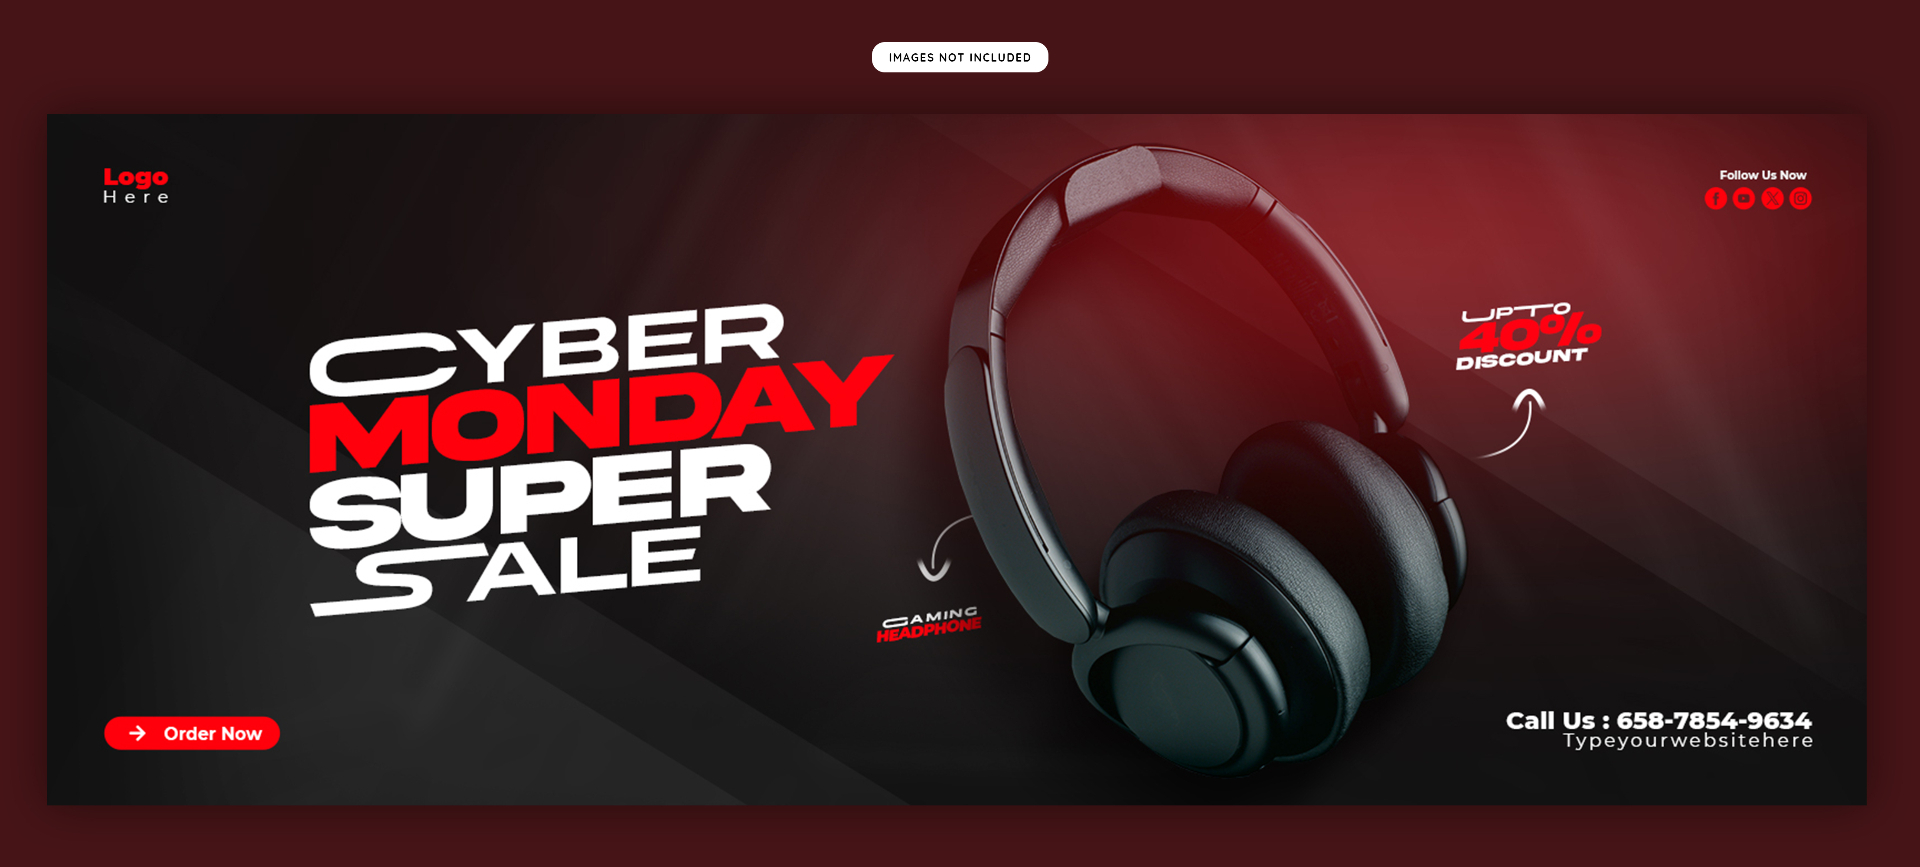 IMAGES NOT INCLUDED
Logo
Here
Follow Us Now
CYBER
MONDAY
SUPER
SALE
UPTO
40%
DISCOUNT
GAMING
HEADPHONE
Order Now
Call Us : 658-7854-9634
Typeyourwebsitehere